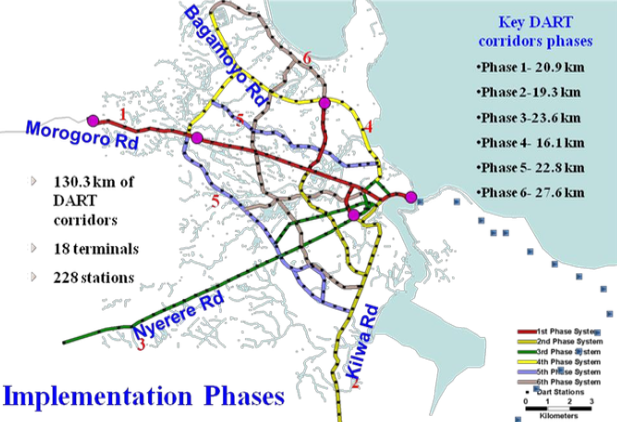 Key DART
corridors phases
•Phase 1- 20.9 km
•Phase 2-19.3 km
•Phase 3-23.6 km
•Phase 4- 16.1 km
•Phase 5- 22.8 km
•Phase 6- 27.6 km
Bagamoyo Rd
6
1
5
4
Morogoro Rd
130.3 km of
DART
corridors
18 terminals
228 stations
5
Nyerere Rd
3
Kilwa Rd
Implementation Phases
1st Phase System
2nd Phase System
3rd Phase System
4th Phase System
5th Phase System
6th Phase System
Dart Stations
0 1 2 3
Kilometers